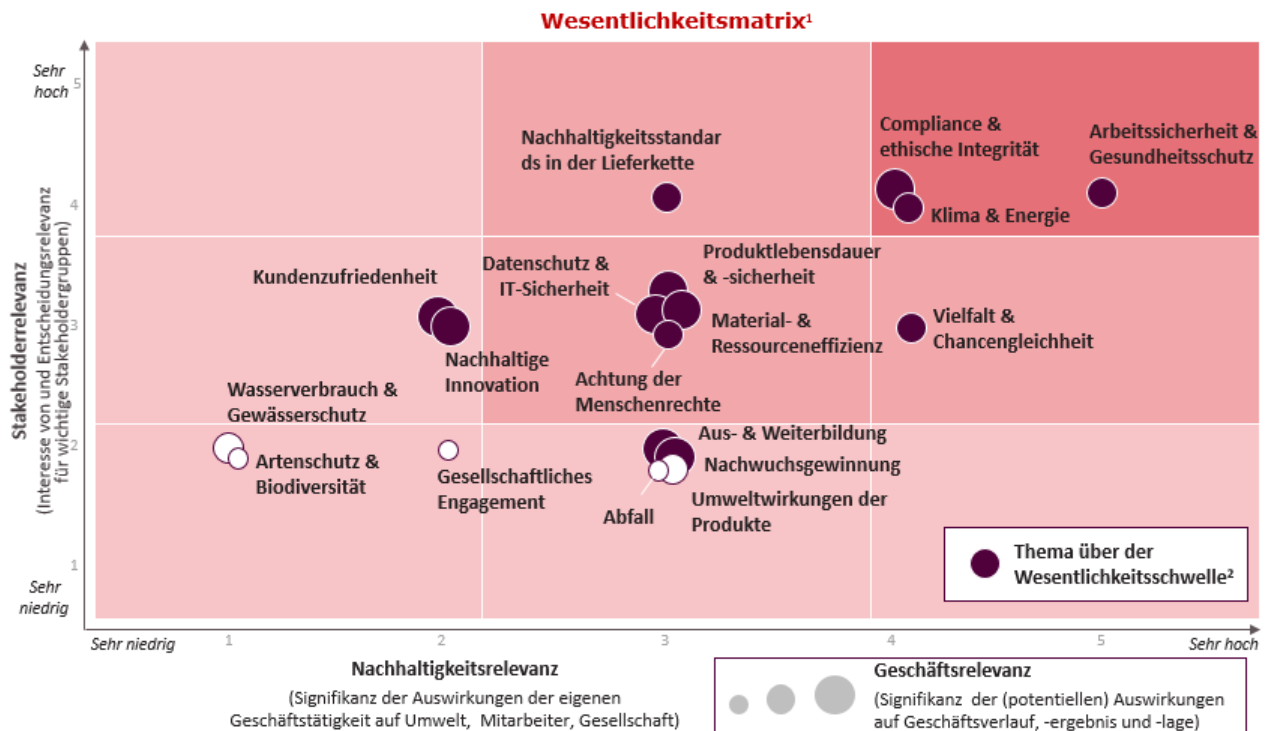 Wesentlichkeitsmatrix¹
Sehr
hoch
5
4
3
2
1
Sehr
niedrig
Stakeholderrelevanz
(Interesse von und Entscheidungsrelevanz
für wichtige Stakeholdergruppen)
Nachhaltigkeitsstandar
ds in der Lieferkette
Compliance &
ethische Integrität
Arbeitssicherheit &
Gesundheitsschutz
Klima & Energie
Kundenzufriedenheit
Datenschutz &
IT-Sicherheit
Produktlebensdauer
& -sicherheit
Material- &
Ressourceneffizienz
Vielfalt &
Chancengleichheit
Nachhaltige
Innovation
Achtung der
Menschenrechte
Wasserverbrauch &
Gewässerschutz
Artenschutz &
Biodiversität
Gesellschaftliches
Engagement
Aus- & Weiterbildung
Nachwuchsgewinnung
Abfall
Umweltwirkungen der
Produkte
Thema über der
Wesentlichkeitsschwelle²
Sehr niedrig
1
2
3
4
5
Sehr hoch
Nachhaltigkeitsrelevanz
(Signifikanz der Auswirkungen der eigenen
Geschäftstätigkeit auf Umwelt, Mitarbeiter, Gesellschaft)
Geschäftsrelevanz
(Signifikanz der (potentiellen) Auswirkungen
auf Geschäftsverlauf, -ergebnis und -lage)